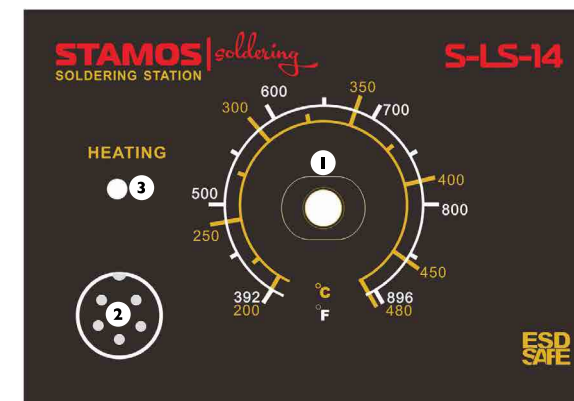 STAMOS soldering
SOLDERING STATION
S-LS-14
HEATING
3
2
1
600
350
300
700
500
400
800
250
450
392
200
°C
°F
896
480
ESD
SAFE